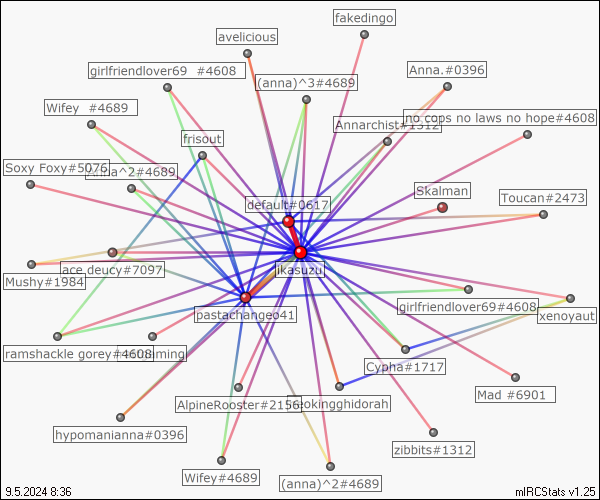 fakedingo
avelicious
girlfriendlover69 #4608
(anna)^3#4689
Anna.#0396
Wifey #4689
Annarchist#1312
no cops no laws no hope#4608
frisout
Soxy Foxy#5076
^2#4689
Skalman
Toucan#2473
default#0617
ikasuzu
ace.deucy#7097
Mushy#1984
girlfriendlover69#4608
xenoyaut
pastachangeo41
ramshackle gorey#4608
Cypha#1717
Mad #6901
AlpineRooster#2156
okingghidorah
hypomanianna#0396
zibbits#1312
Wifey#4689
(anna)^2#4689
9.5.2024 8:36
mIRCStats v1.25